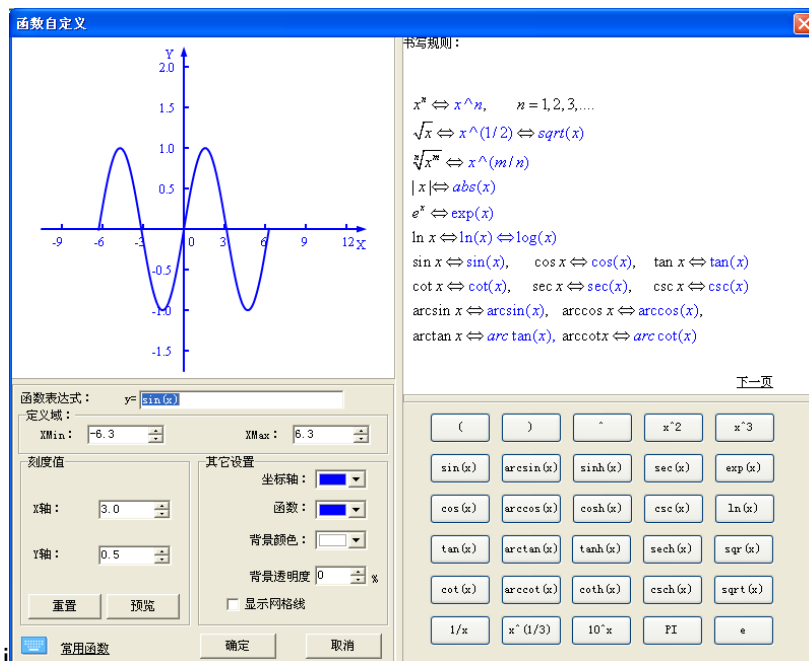 函数自定义
Y
2.0
1.5
1.0
0.5
-9 -6 -3 0 3 6 9 12 X
-0.5
-1.0
-1.5
书写规则：
xⁿ ⇔ x^n, n = 1,2,3,....
√x ⇔ x^(1/2) ⇔ sqrt(x)
ⁿ√xᵐ ⇔ x^(m/n)
| x |⇔ abs(x)
eˣ ⇔ exp(x)
ln x ⇔ ln(x) ⇔ log(x)
sin x ⇔ sin(x), cos x ⇔ cos(x), tan x ⇔ tan(x)
cot x ⇔ cot(x), sec x ⇔ sec(x), csc x ⇔ csc(x)
arcsin x ⇔ arcsin(x), arccos x ⇔ arccos(x),
arctan x ⇔ arc tan(x), arccotx ⇔ arc cot(x)
下一页
函数表达式： y= sin(x)
定义域：
XMin： -6.3 XMax： 6.3
刻度值
X轴： 3.0
Y轴： 0.5
重置 预览
其它设置
坐标轴：
函数：
背景颜色：
背景透明度 0 %
显示网格线
常用函数 确定 取消
( ) ^ x^2 x^3
sin(x) arcsin(x) sinh(x) sec(x) exp(x)
cos(x) arccos(x) cosh(x) csc(x) ln(x)
tan(x) arctan(x) tanh(x) sech(x) sqr(x)
cot(x) arccot(x) coth(x) csch(x) sqrt(x)
1/x x^(1/3) 10^x PI e